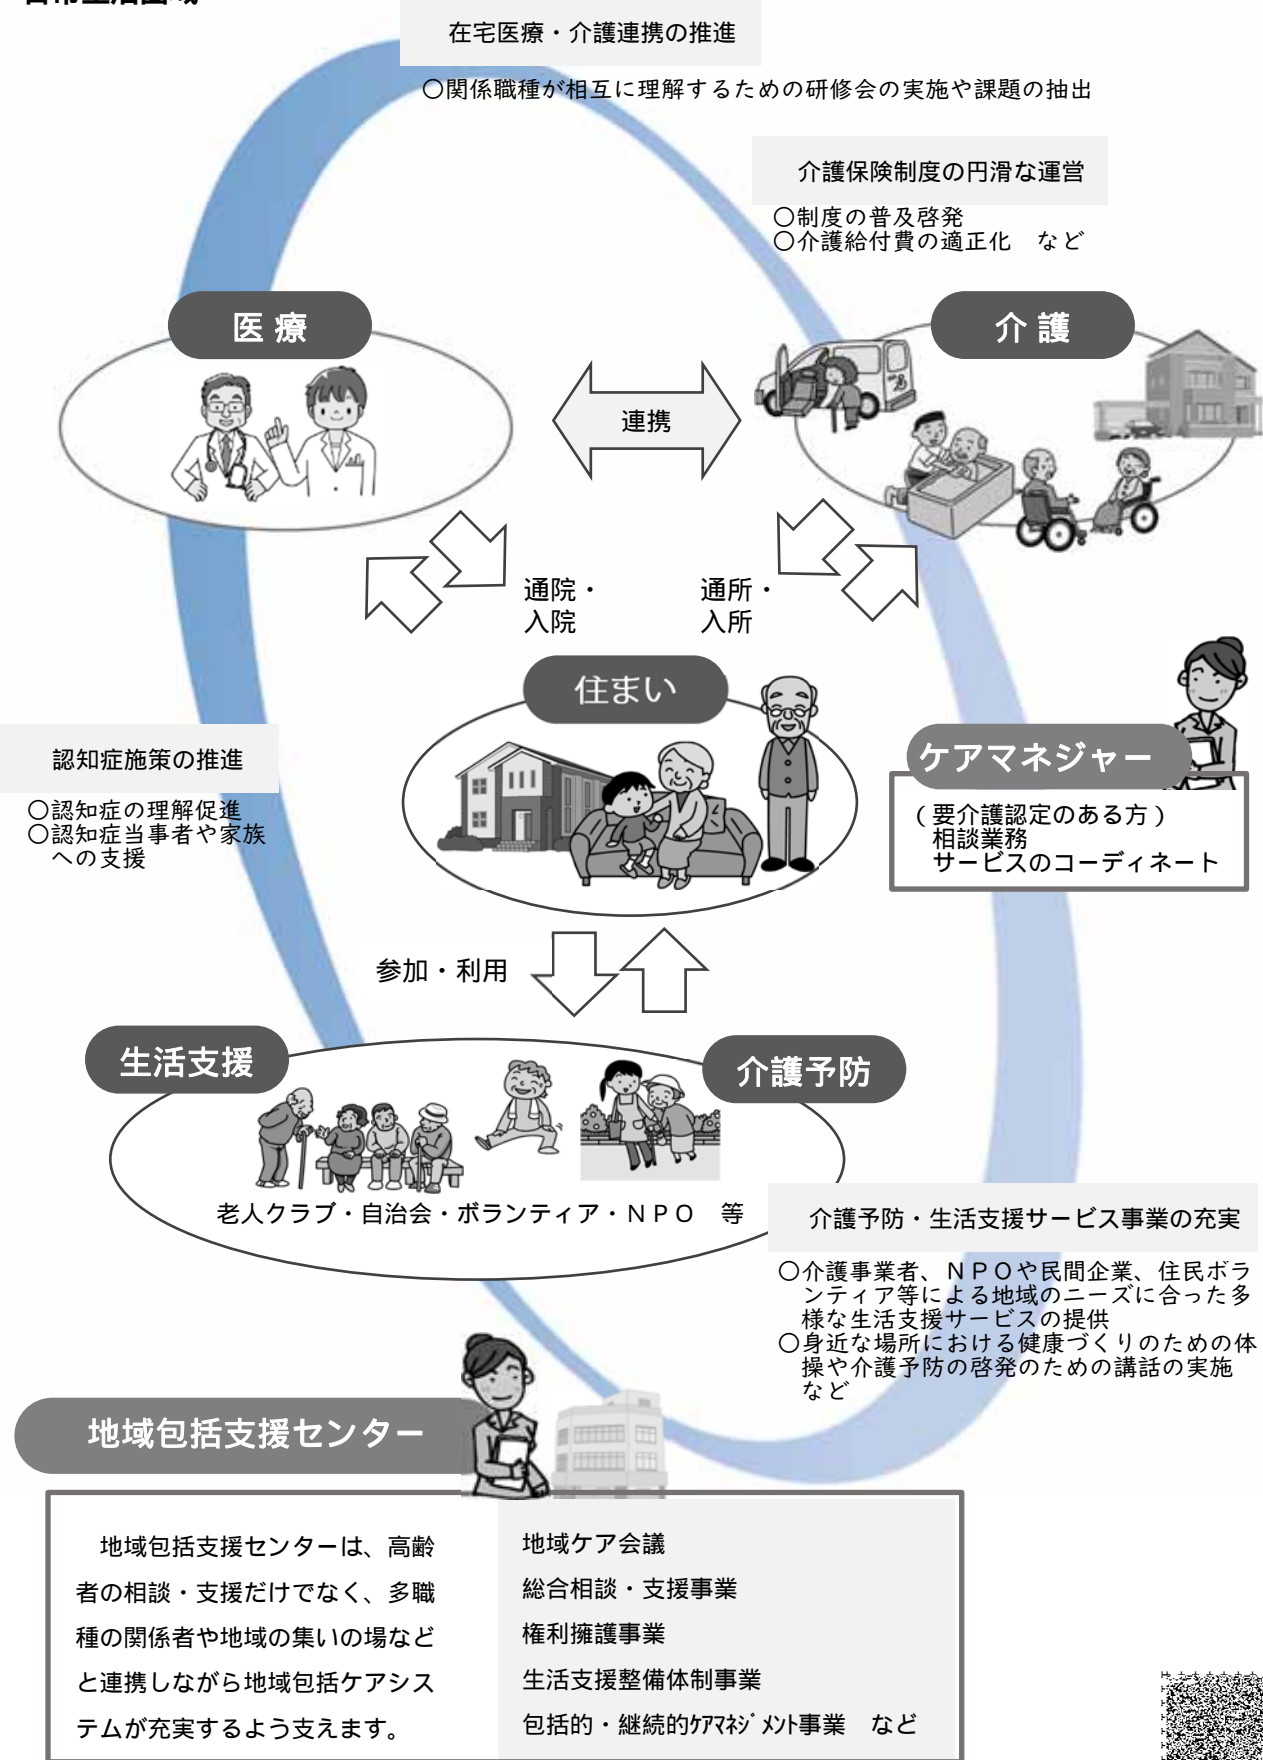 在宅医療・介護連携の推進
〇関係職種が相互に理解するための研修会の実施や課題の抽出
介護保険制度の円滑な運営
〇制度の普及啓発
〇介護給付費の適正化　など
医療
介護
連携
通院・
入院
通所・
入所
住まい
ケアマネジャー
（要介護認定のある方）
相談業務
サービスのコーディネート
認知症施策の推進
〇認知症の理解促進
〇認知症当事者や家族
への支援
参加・利用
生活支援
介護予防
老人クラブ・自治会・ボランティア・ＮＰＯ　等
介護予防・生活支援サービス事業の充実
〇介護事業者、ＮＰＯや民間企業、住民ボラ
ンティア等による地域のニーズに合った多
様な生活支援サービスの提供
〇身近な場所における健康づくりのための体
操や介護予防の啓発のための講話の実施
など
地域包括支援センター
地域包括支援センターは、高齢
者の相談・支援だけでなく、多職
種の関係者や地域の集いの場など
と連携しながら地域包括ケアシス
テムが充実するよう支えます。
地域ケア会議
総合相談・支援事業
権利擁護事業
生活支援整備体制事業
包括的・継続的ｹｱﾏﾈｼﾞﾒﾝﾄ事業　など